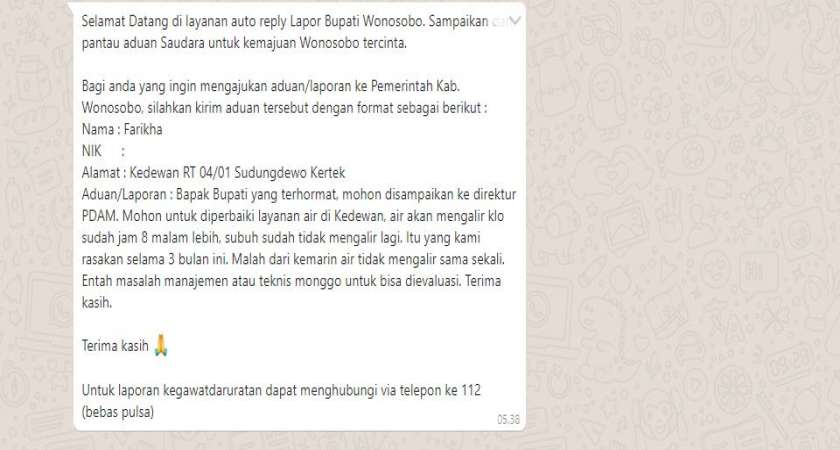 Selamat Datang di layanan auto reply Lapor Bupati Wonosobo. Sampaikan dan
pantau aduan Saudara untuk kemajuan Wonosobo tercinta.
Bagi anda yang ingin mengajukan aduan/laporan ke Pemerintah Kab.
Wonosobo, silahkan kirim aduan tersebut dengan format sebagai berikut :
Nama : Farikha
NIK :
Alamat : Kedewan RT 04/01 Sudungdewo Kertek
Aduan/Laporan : Bapak Bupati yang terhormat, mohon disampaikan ke direktur
PDAM. Mohon untuk diperbaiki layanan air di Kedewan, air akan mengalir klo
sudah jam 8 malam lebih, subuh sudah tidak mengalir lagi. Itu yang kami
rasakan selama 3 bulan ini. Malah dari kemarin air tidak mengalir sama sekali.
Entah masalah manajemen atau teknis monggo untuk bisa dievaluasi. Terima
kasih.
Terima kasih 🙏
Untuk laporan kegawatdaruratan dapat menghubungi via telepon ke 112
(bebas pulsa)
05.38